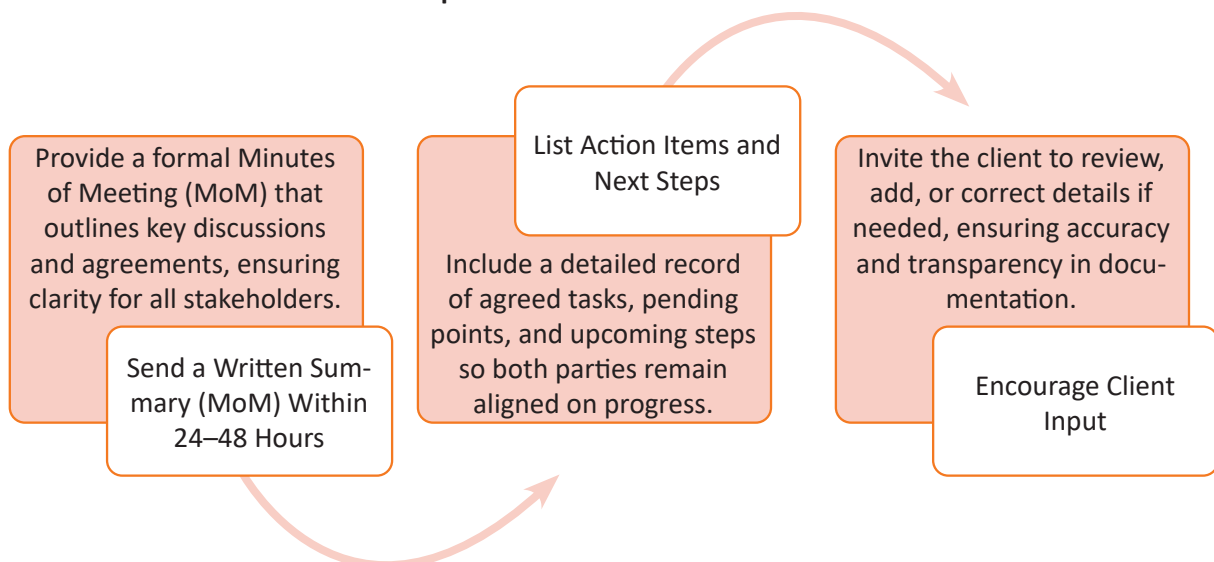 Provide a formal Minutes
of Meeting (MoM) that
outlines key discussions
and agreements, ensuring
clarity for all stakeholders.
Send a Written Sum-
mary (MoM) Within
24–48 Hours
List Action Items and
Next Steps
Include a detailed record
of agreed tasks, pending
points, and upcoming steps
so both parties remain
aligned on progress.
Invite the client to review,
add, or correct details if
needed, ensuring accuracy
and transparency in docu-
mentation.
Encourage Client
Input